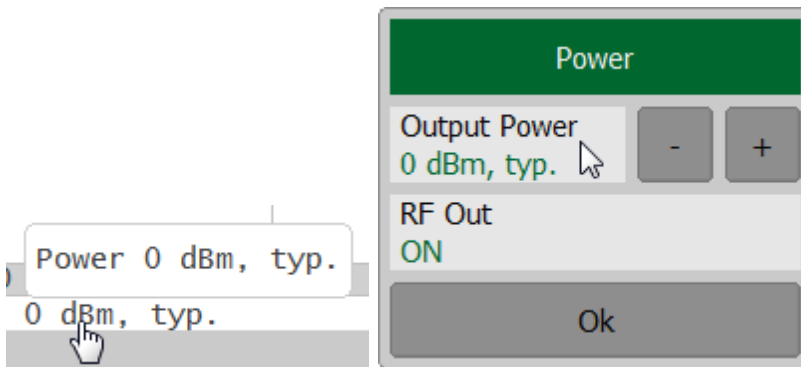 Power 0 dBm, typ.
0 dBm, typ.
Power
Output Power
0 dBm, typ.
-
+
RF Out
ON
Ok